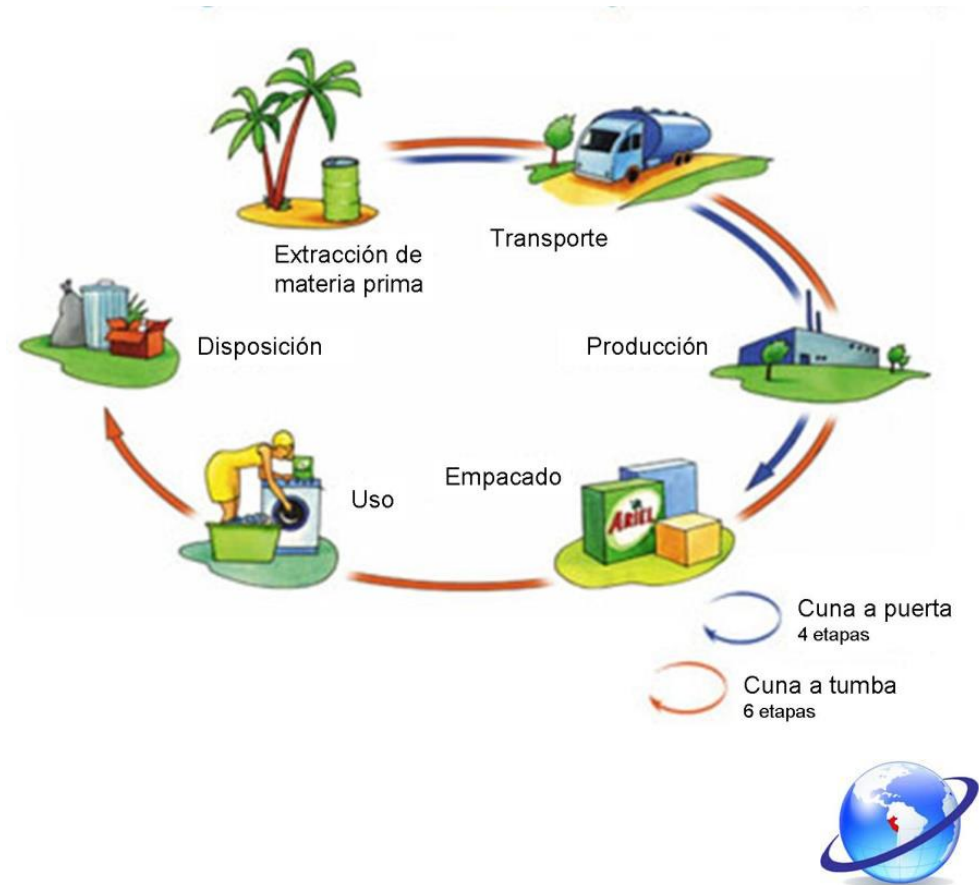 Extracción de
materia prima
Transporte
Disposición
Producción
Uso
Empacado
ARIEL
Cuna a puerta
4 etapas
Cuna a tumba
6 etapas